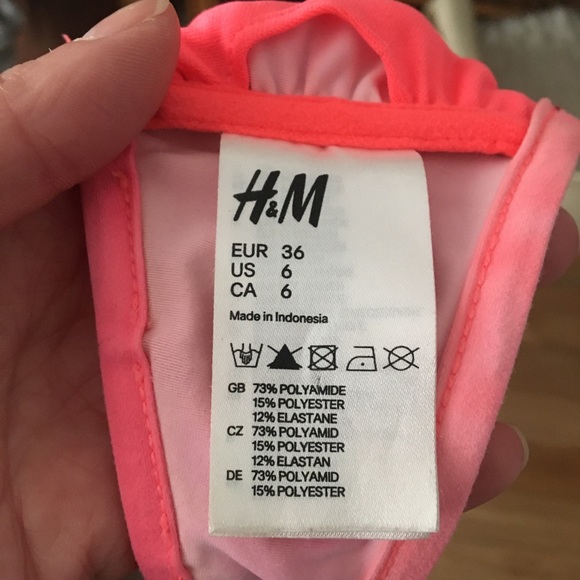 H&M
EUR 36
US 6
CA 6
Made in Indonesia
GB 73% POLYAMIDE
15% POLYESTER
12% ELASTANE
CZ 73% POLYAMID
15% POLYESTER
12% ELASTAN
DE 73% POLYAMID
15% POLYESTER